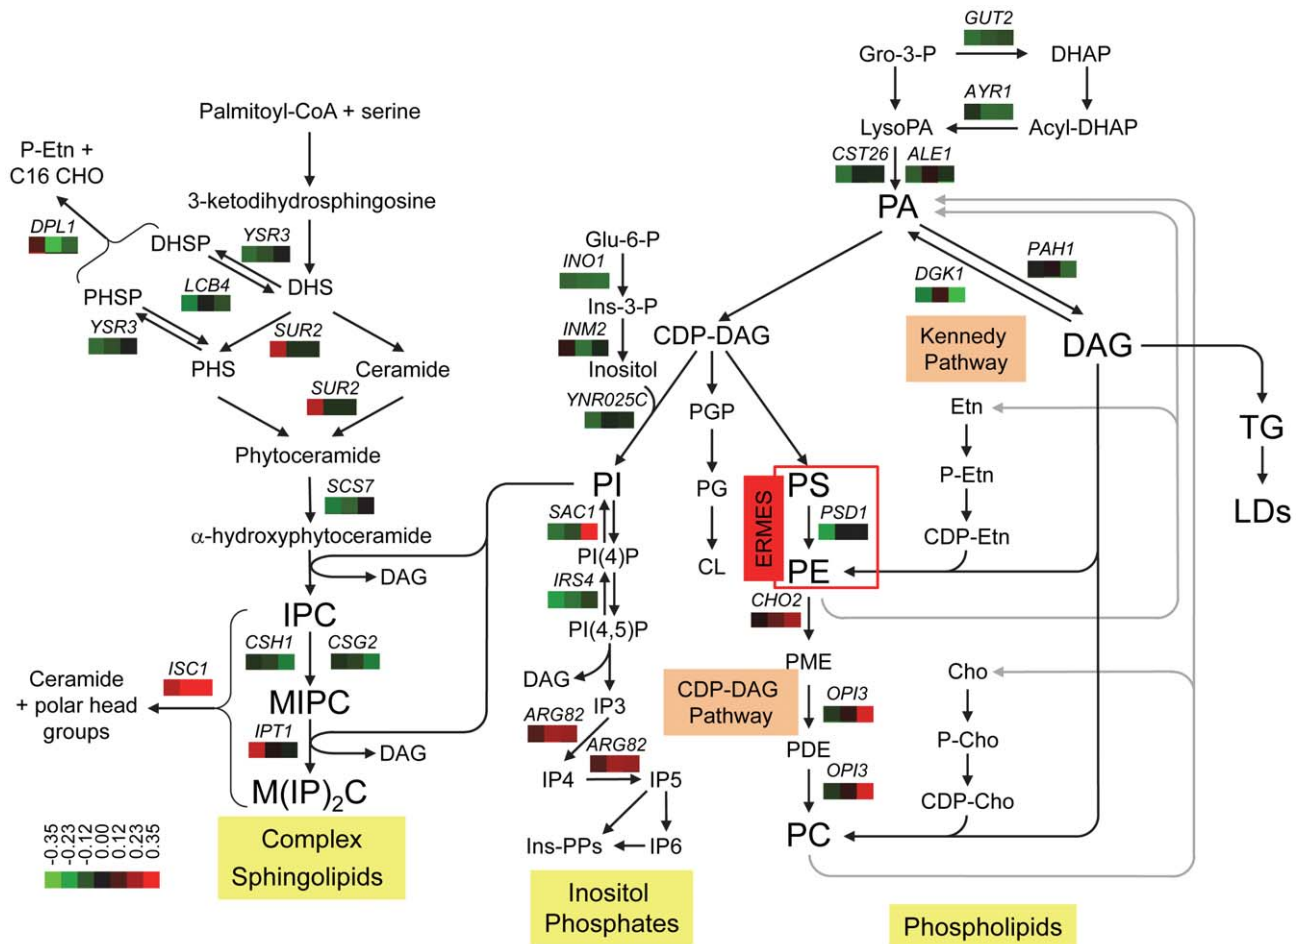 GUT2
Gro-3-P
DHAP
AYR1
LysoPA
Acyl-DHAP
CST26
ALE1
PA
Palmitoyl-CoA + serine
P-Etn +
C16 CHO
3-ketodihydrosphingosine
DPL1
DHSP
YSR3
DHS
LCB4
PHSP
YSR3
SUR2
PHS
Ceramide
SUR2
Phytoceramide
SCS7
α-hydroxyphytoceramide
DAG
IPC
CSH1
CSG2
ISC1
Ceramide
+ polar head
groups
MIPC
IPT1
DAG
M(IP)₂C
Complex
Sphingolipids
-0.35
-0.23
-0.12
0.00
0.12
0.23
0.35
Glu-6-P
INO1
Ins-3-P
INM2
Inositol
YNR025C
CDP-DAG
PI
SAC1
PI(4)P
IRS4
PI(4,5)P
DAG
IP3
ARG82
ARG82
IP4
IP5
Ins-PPs
IP6
Inositol
Phosphates
PGP
PG
CL
PAH1
DGK1
Kennedy
Pathway
DAG
TG
LDs
ERMES
PS
PSD1
PE
CHO2
PME
CDP-DAG
Pathway
OPI3
PDE
OPI3
PC
Etn
P-Etn
CDP-Etn
Cho
P-Cho
CDP-Cho
Phospholipids